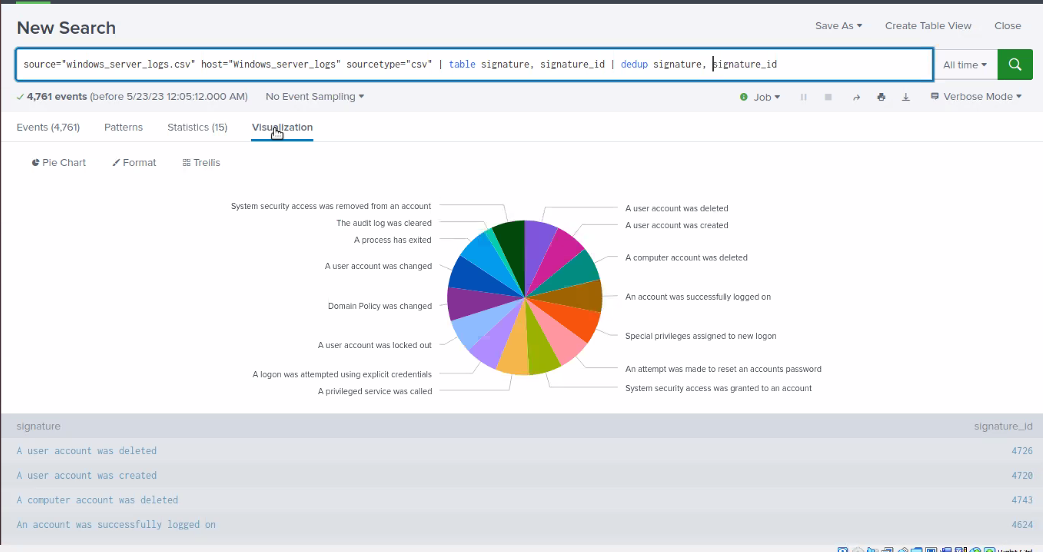 New Search
Save As Create Table View Close
source="windows_server_logs.csv" host="Windows_server_logs" sourcetype="csv" | table signature, signature_id | dedup signature, signature_id
All time
4,761 events (before 5/23/23 12:05:12.000 AM) No Event Sampling
Job Verbose Mode
Events (4,761) Patterns Statistics (15) Visualization
Pie Chart Format Trellis
System security access was removed from an account
The audit log was cleared
A process has exited
A user account was changed
Domain Policy was changed
A user account was locked out
A logon was attempted using explicit credentials
A privileged service was called
A user account was deleted
A user account was created
A computer account was deleted
An account was successfully logged on
Special privileges assigned to new logon
An attempt was made to reset an accounts password
System security access was granted to an account
signature signature_id
A user account was deleted 4726
A user account was created 4720
A computer account was deleted 4743
An account was successfully logged on 4624